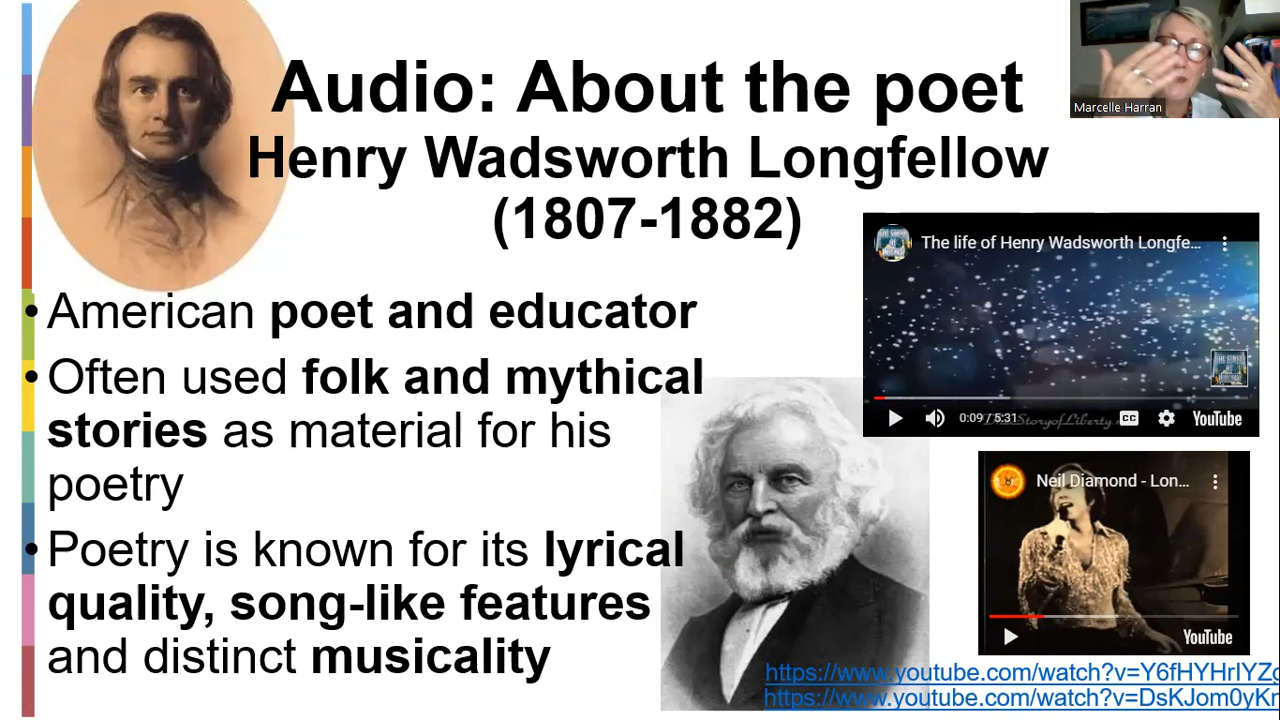 Audio: About the poet
Henry Wadsworth Longfellow
(1807-1882)
Marcelle Harran
• American poet and educator
• Often used folk and mythical
stories as material for his
poetry
• Poetry is known for its lyrical
quality, song-like features
and distinct musicality
The life of Henry Wadsworth Longfe...
0:09 / 5:31
CC
YouTube
Neil Diamond - Lon...
YouTube
https://www.youtube.com/watch?v=Y6fHYHrlYZ
https://www.youtube.com/watch?v=DsKJom0yK